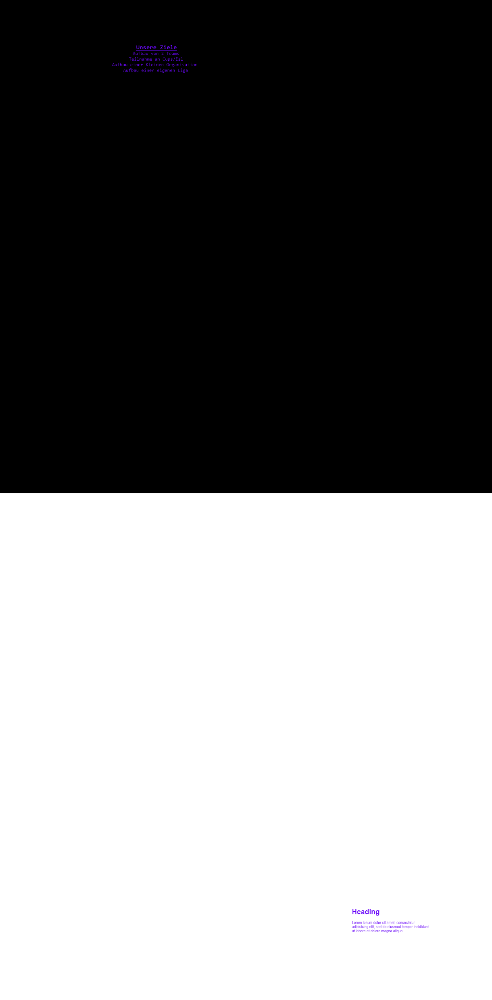 Unsere Ziele
Aufbau von 2 Teams
Teilnahme an Cups/Esl
Aufbau einer Kleinen Organisation
Aufbau einer eigenen Liga
Heading
Lorem ipsum dolor sit amet, consectetur
adipisicing elit, sed do eiusmod tempor incididunt
ut labore et dolore magna aliqua.